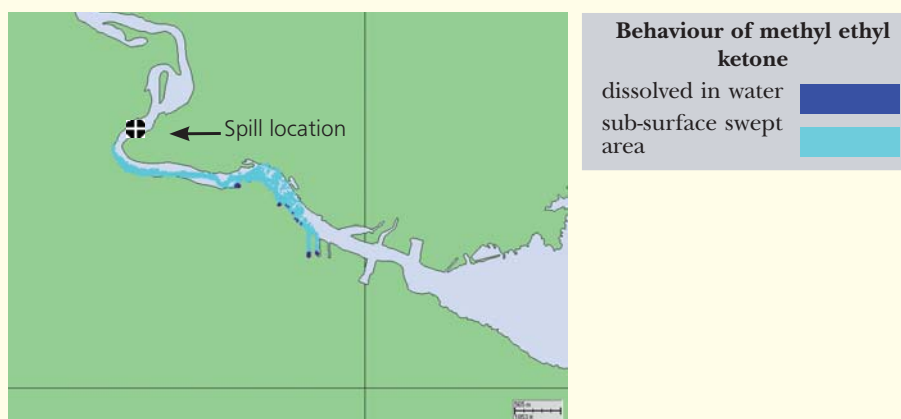 Spill location
Behaviour of methyl ethyl
ketone
dissolved in water
sub-surface swept
area